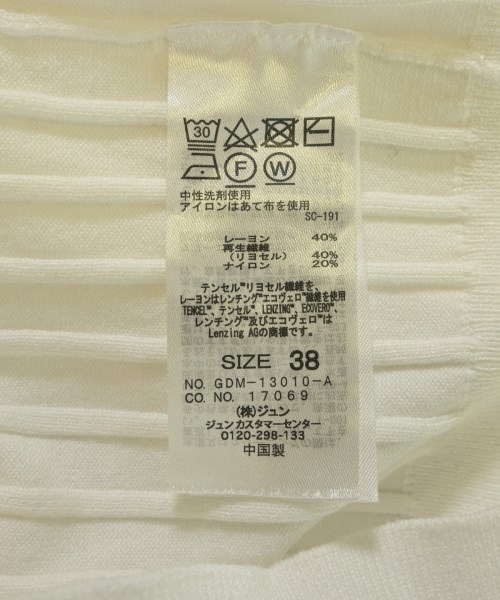 30
F W
中性洗剤使用
アイロンはあて布を使用
SC-191
レーヨン 40%
再生繊維
(リヨセル) 40%
ナイロン 20%
テンセル™リヨセル繊維を、
レーヨンはレンチング™エコヴェロ™繊維を使用
TENCEL™, テンセル™, LENZING™, ECOVERO™,
レンチング™及びエコヴェロ™は
Lenzing AGの商標です。
SIZE 38
NO. GDM-13010-A
CO. NO. 17069
(株)ジュン
ジュンカスタマーセンター
0120-298-133
中国製